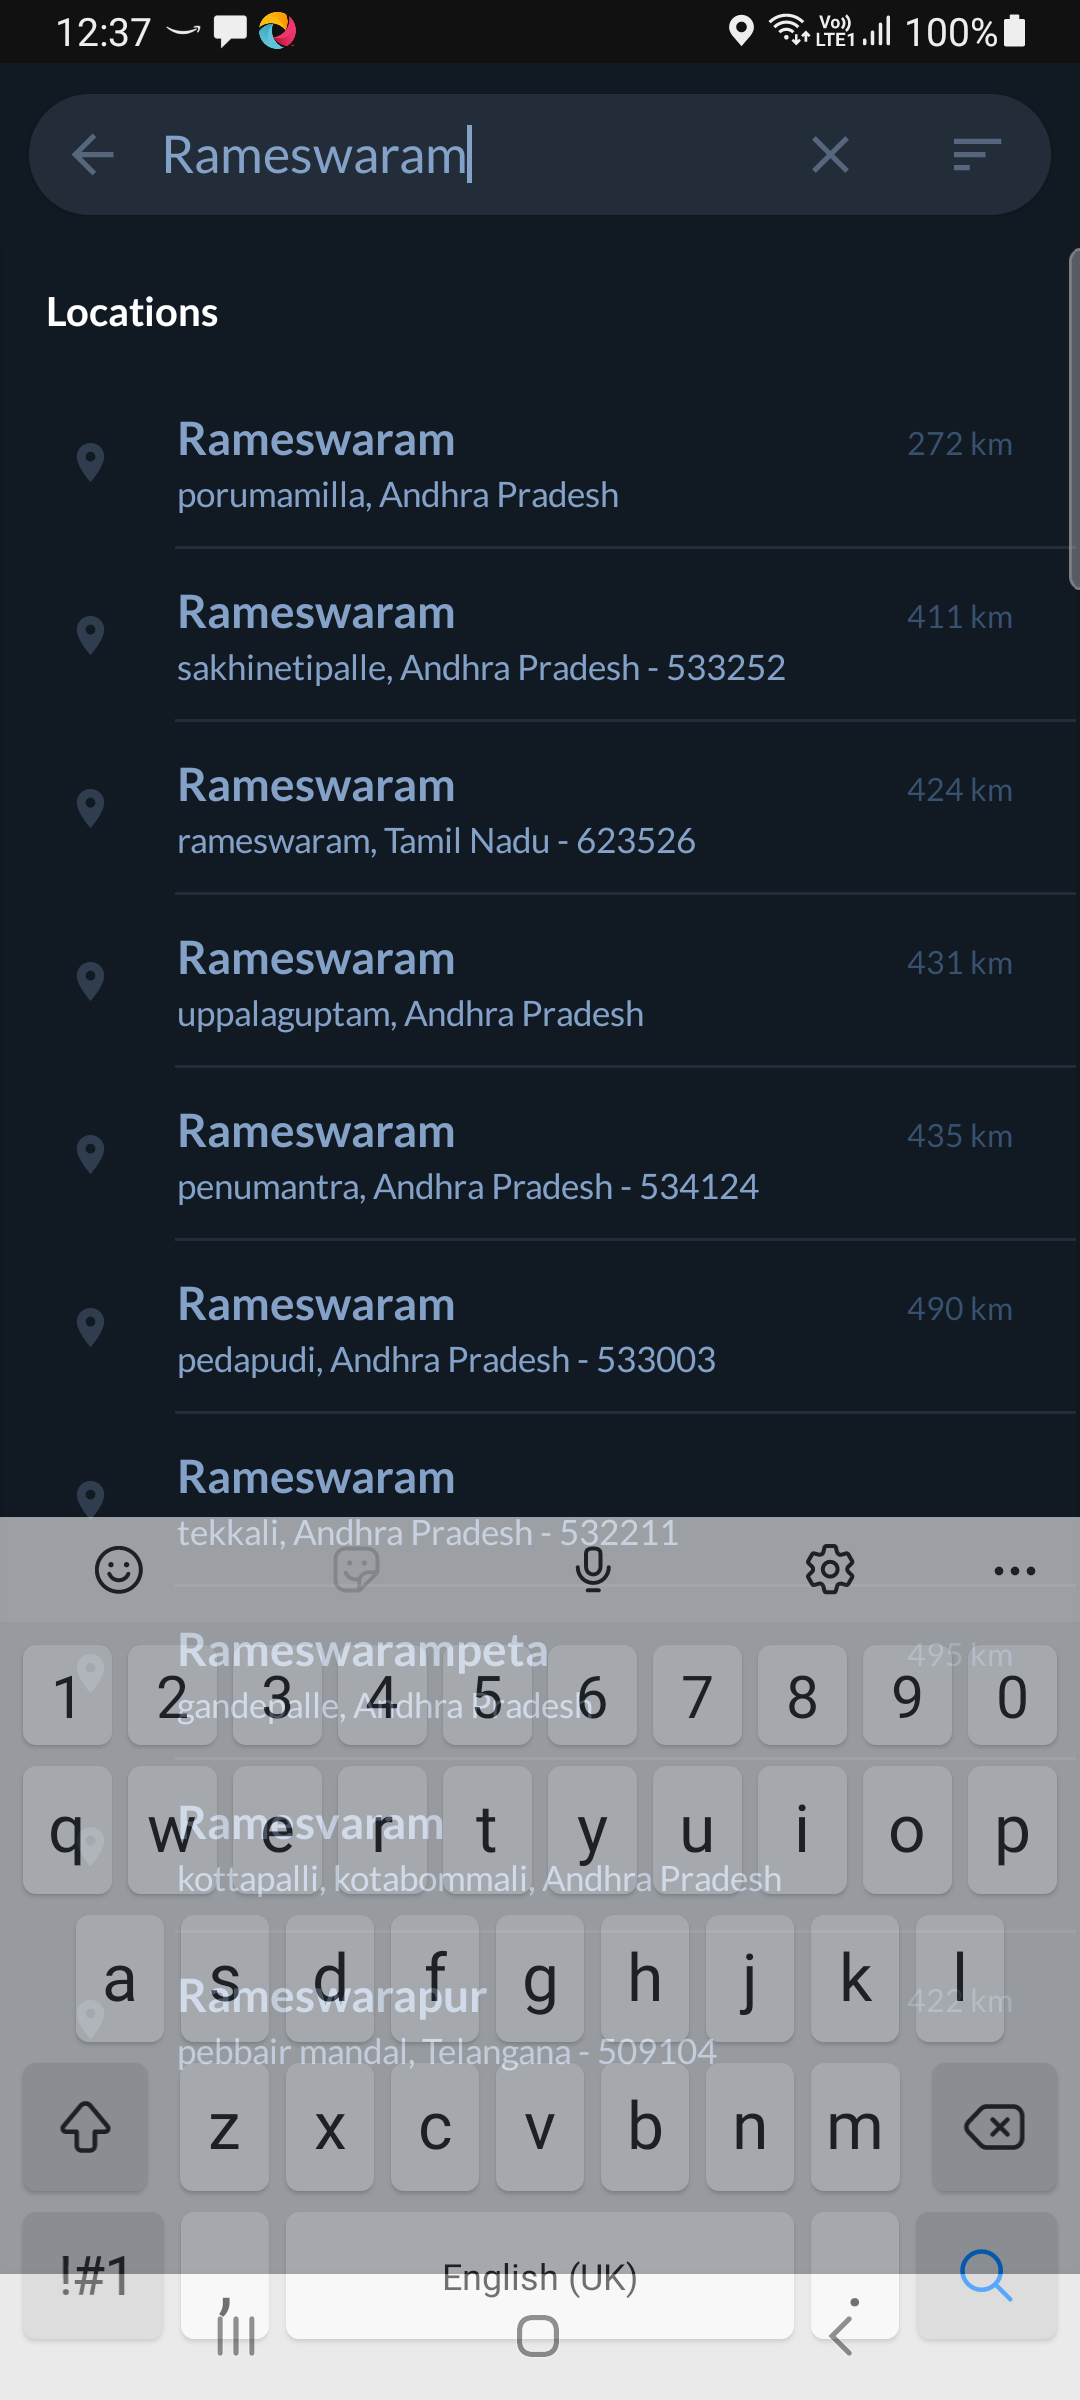 12:37 Vo)) LTE1 100%
Rameswaram
Locations
Rameswaram 272 km
porumamilla, Andhra Pradesh
Rameswaram 411 km
sakhinetipalle, Andhra Pradesh - 533252
Rameswaram 424 km
rameswaram, Tamil Nadu - 623526
Rameswaram 431 km
uppalaguptam, Andhra Pradesh
Rameswaram 435 km
penumantra, Andhra Pradesh - 534124
Rameswaram 490 km
pedapudi, Andhra Pradesh - 533003
Rameswaram
tekkali, Andhra Pradesh - 532211
Rameswarampeta 495 km
gandepalle, Andhra Pradesh
1 2 3 4 5 6 7 8 9 0
Ramesvaram
kottapalli, kotabommali, Andhra Pradesh
q w e r t y u i o p
Rameswarapur 422 km
pebbair mandal, Telangana - 509104
a s d f g h j k l
z x c v b n m
!#1 , English (UK) .